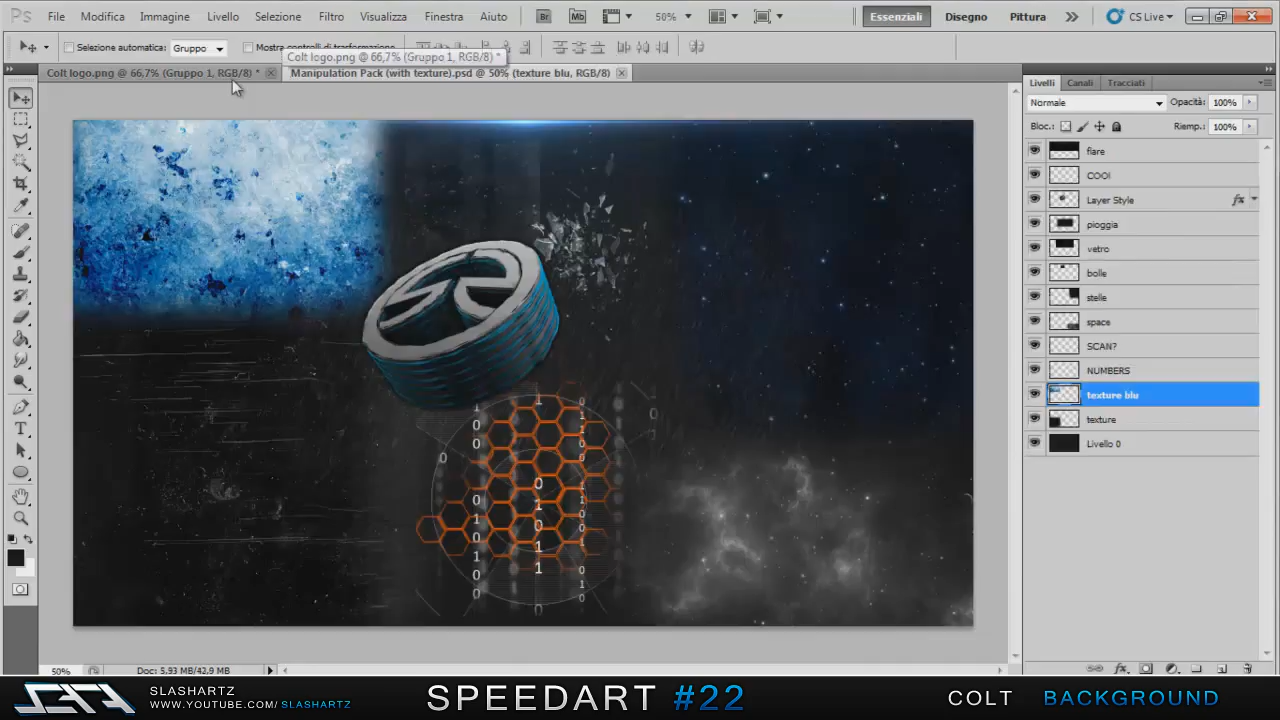 Ps File Modifica Immagine Livello Selezione Filtro Visualizza Finestra Aiuto Br Mb 50% Essenziali Disegno Pittura CS Live
Selezione automatica: Gruppo Mostra controlli di trasformazione
Colt logo.png @ 66,7% (Gruppo 1, RGB/8) *
Colt logo.png @ 66,7% (Gruppo 1, RGB/8) * Manipulation Pack (with texture).psd @ 50% (texture blu, RGB/8)
Livelli Canali Tracciati
Normale Opacità: 100%
Bloc.: Riemp.: 100%
flare
COOl
Layer Style fx
pioggia
vetro
bolle
stelle
space
SCAN?
NUMBERS
texture blu
texture
Livello 0
50% Doc: 5,93 MB/42,9 MB
SLASHARTZ
WWW.YOUTUBE.COM/ SLASHARTZ
SPEEDART #22
COLT BACKGROUND